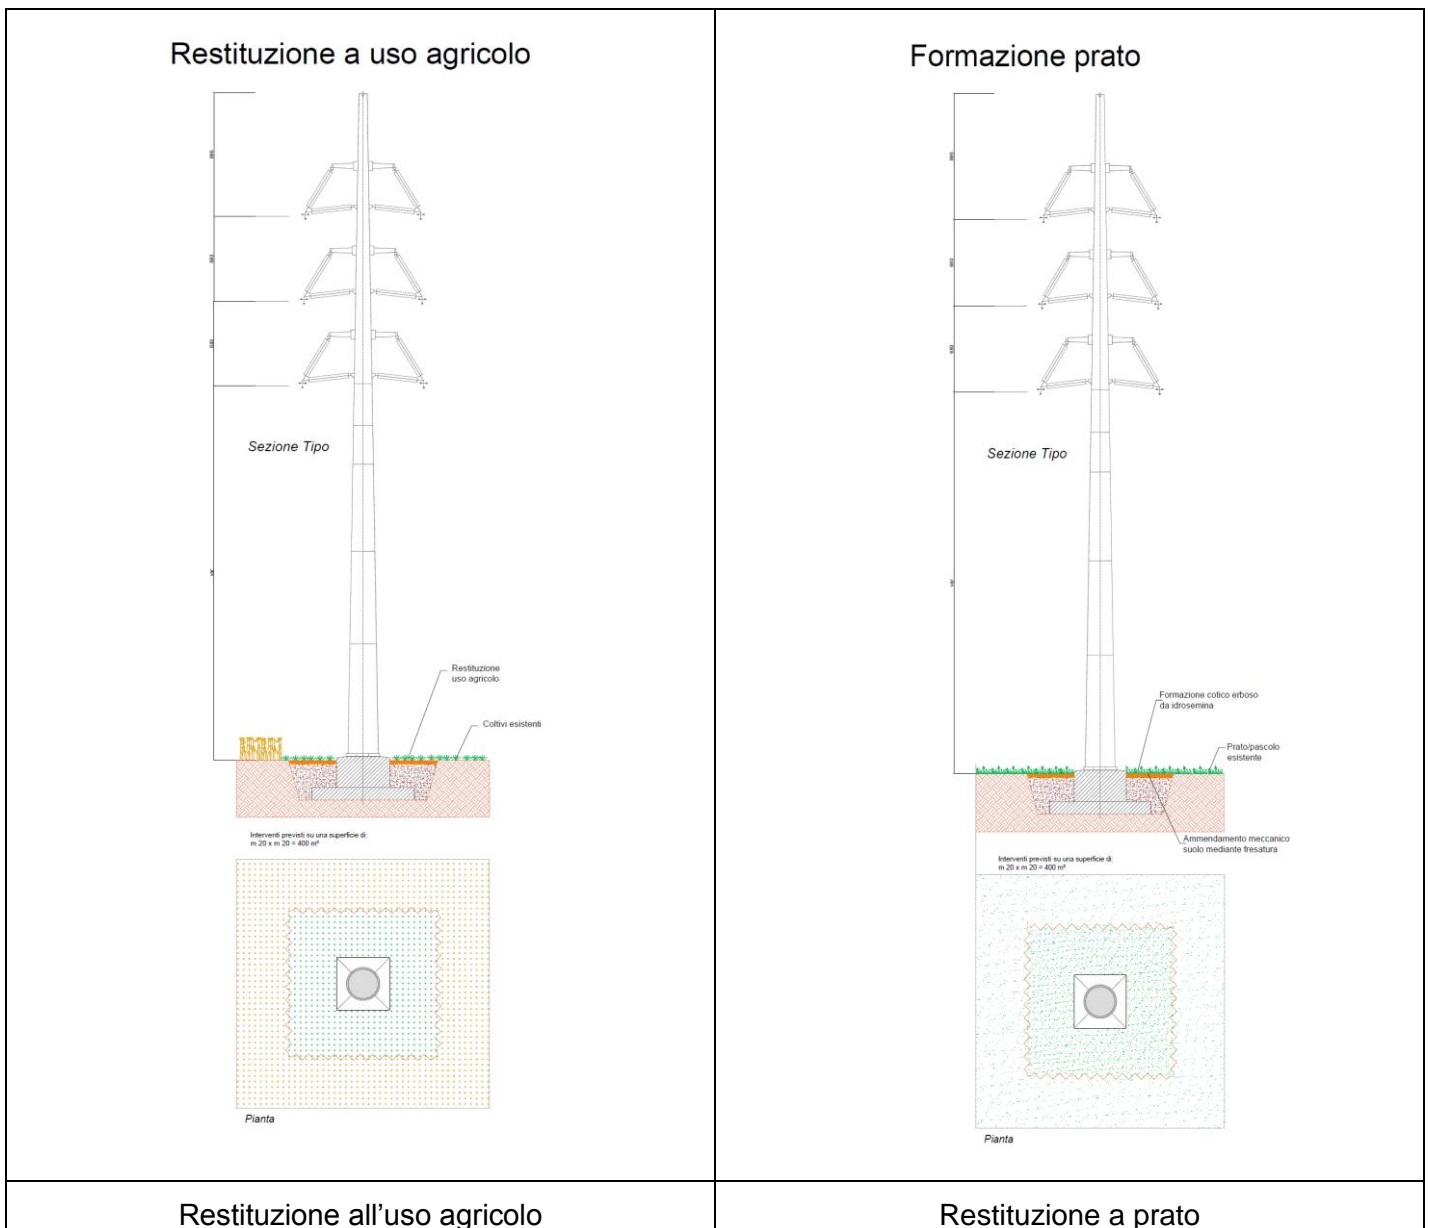 Restituzione a uso agricolo
Sezione Tipo
Restituzione
uso agricolo
Coltivi esistenti
Interventi previsti su una superficie di:
m 20 x m 20 = 400 m²
Pianta
Restituzione all'uso agricolo
Formazione prato
Sezione Tipo
Formazione cotico erboso
da idrosemina
Prato/pascolo
esistente
Ammendamento meccanico
suolo mediante fresatura
Interventi previsti su una superficie di:
m 20 x m 20 = 400 m²
Pianta
Restituzione a prato